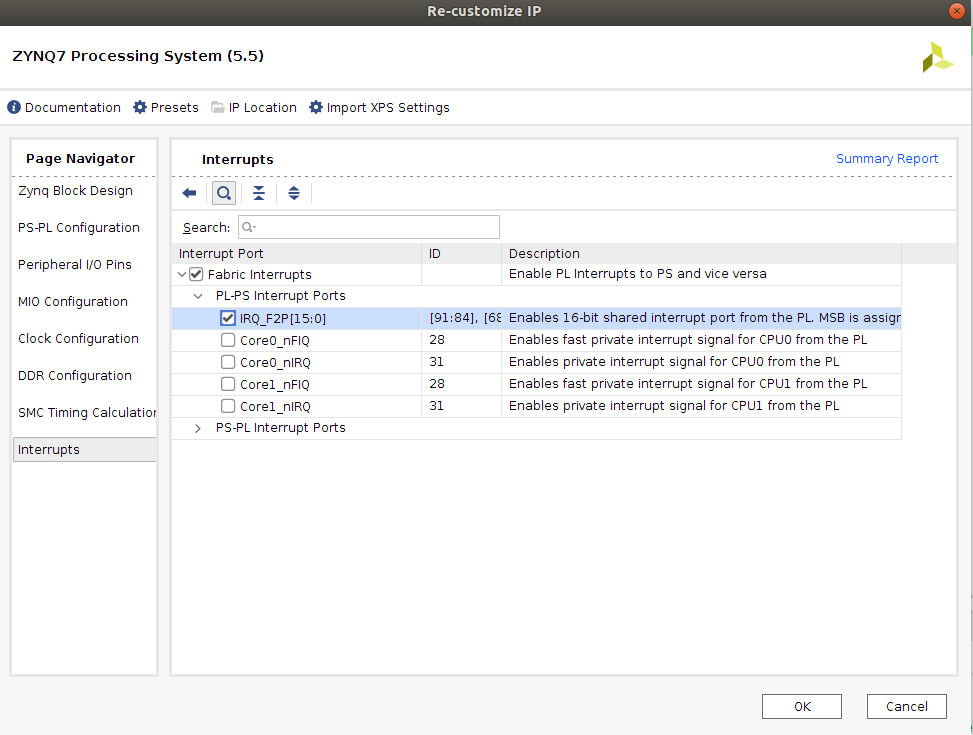 Re-customize IP
ZYNQ7 Processing System (5.5)
Documentation Presets IP Location Import XPS Settings
Page Navigator
Zynq Block Design
PS-PL Configuration
Peripheral I/O Pins
MIO Configuration
Clock Configuration
DDR Configuration
SMC Timing Calculation
Interrupts
Interrupts Summary Report
Search:
Interrupt Port ID Description
Fabric Interrupts Enable PL Interrupts to PS and vice versa
PL-PS Interrupt Ports
IRQ_F2P[15:0] [91:84], [68 Enables 16-bit shared interrupt port from the PL. MSB is assign
Core0_nFIQ 28 Enables fast private interrupt signal for CPU0 from the PL
Core0_nIRQ 31 Enables private interrupt signal for CPU0 from the PL
Core1_nFIQ 28 Enables fast private interrupt signal for CPU1 from the PL
Core1_nIRQ 31 Enables private interrupt signal for CPU1 from the PL
PS-PL Interrupt Ports
OK Cancel